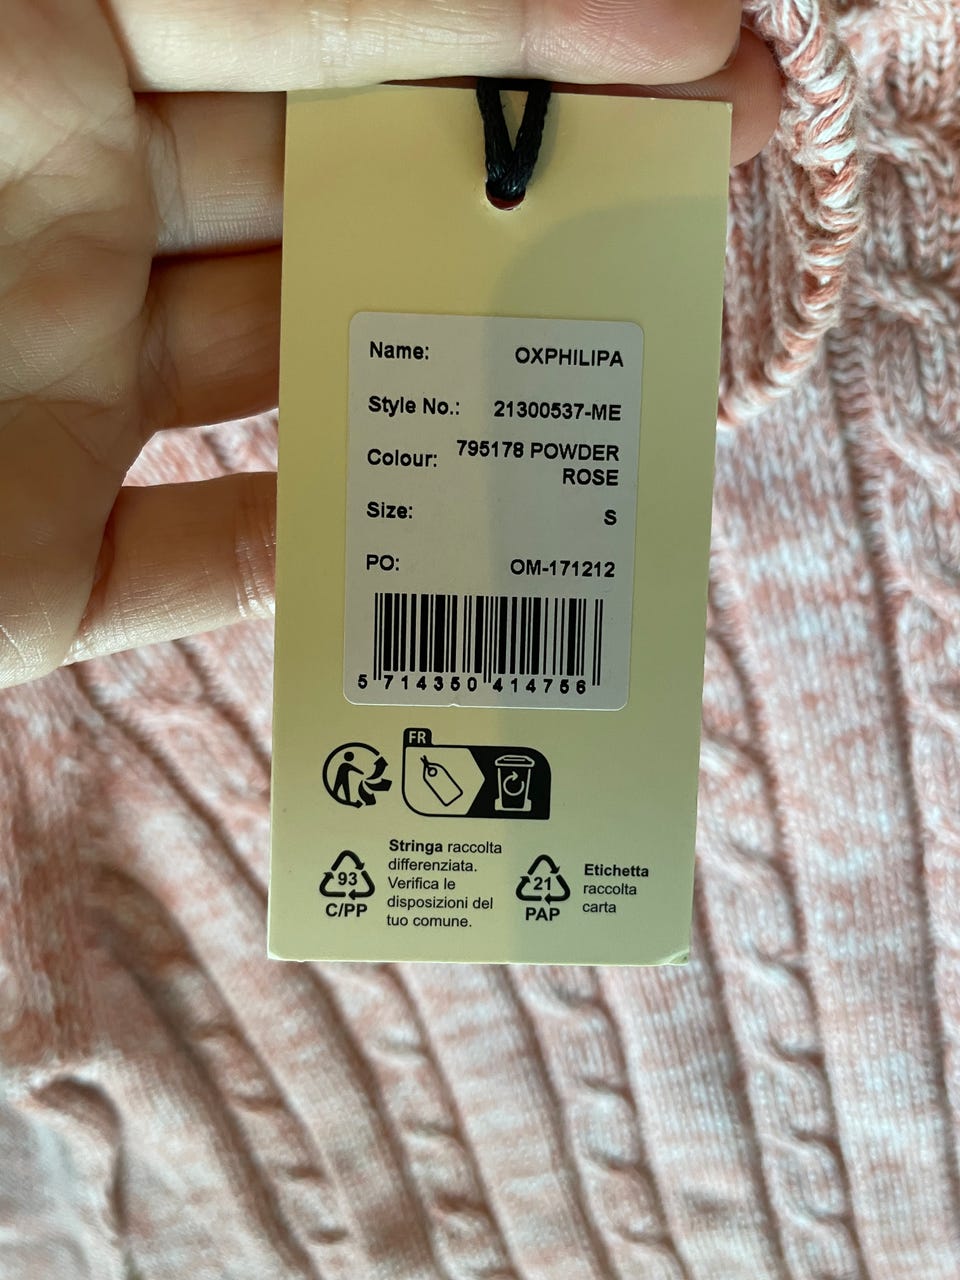 Name: OXPHILIPA
Style No.: 21300537-ME
Colour: 795178 POWDER
ROSE
Size: S
PO: OM-171212
5 714350 414756
FR
93
C/PP
Stringa raccolta
differenziata.
Verifica le
disposizioni del
tuo comune.
21
PAP
Etichetta
raccolta
carta